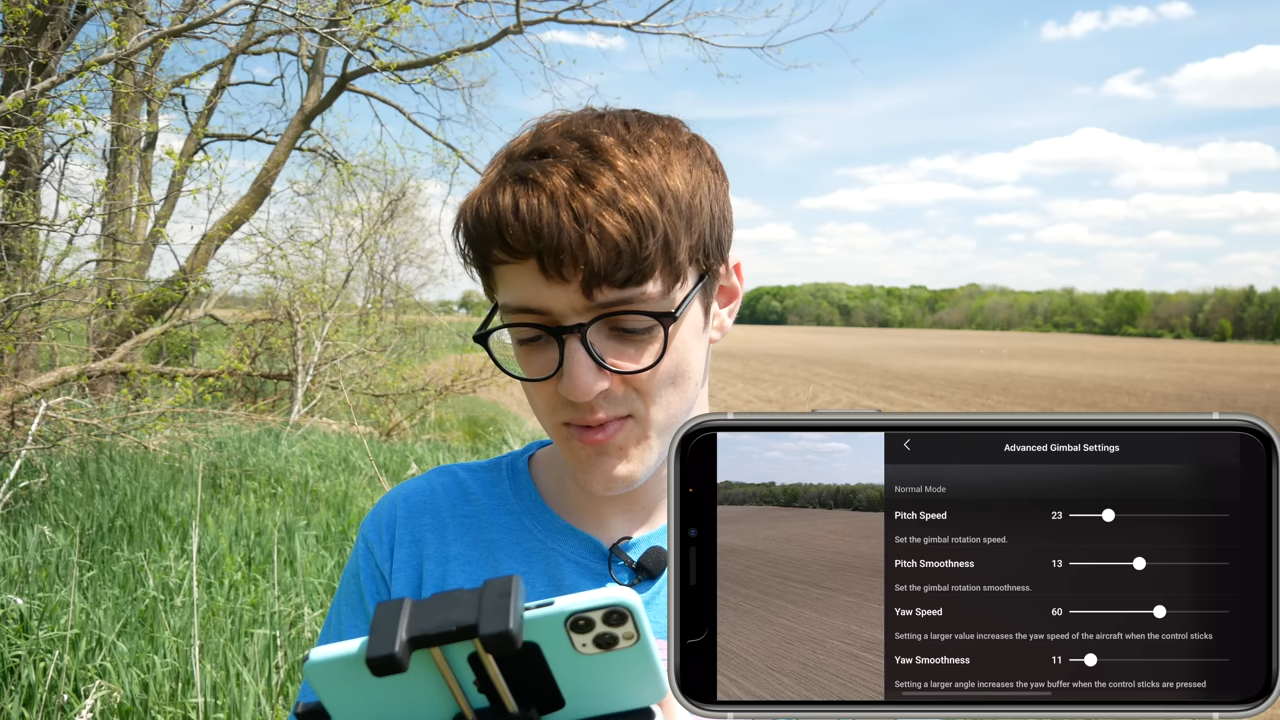 Advanced Gimbal Settings
Normal Mode
Pitch Speed 23
Set the gimbal rotation speed.
Pitch Smoothness 13
Set the gimbal rotation smoothness.
Yaw Speed 60
Setting a larger value increases the yaw speed of the aircraft when the control sticks
Yaw Smoothness 11
Setting a larger angle increases the yaw buffer when the control sticks are pressed